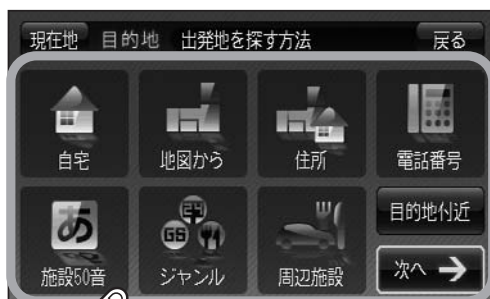 現在地 目的地 出発地を探す方法 戻る
自宅 地図から 住所 電話番号
目的地付近
施設50音 ジャンル 周辺施設 次へ